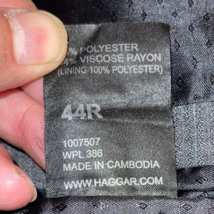 % POLYESTER
% VISCOSE RAYON
(LINING 100% POLYESTER)
44R
1007507
WPL 386
MADE IN CAMBODIA
WWW.HAGGAR.COM